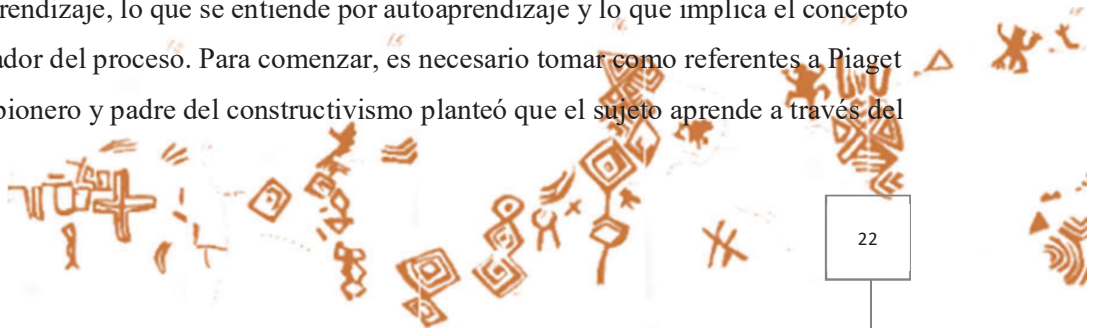 rendizaje, lo que se entiende por autoaprendizaje y lo que implica el concepto
ador del proceso. Para comenzar, es necesario tomar como referentes a Piaget
pionero y padre del constructivismo planteó que el sujeto aprende a través del
22